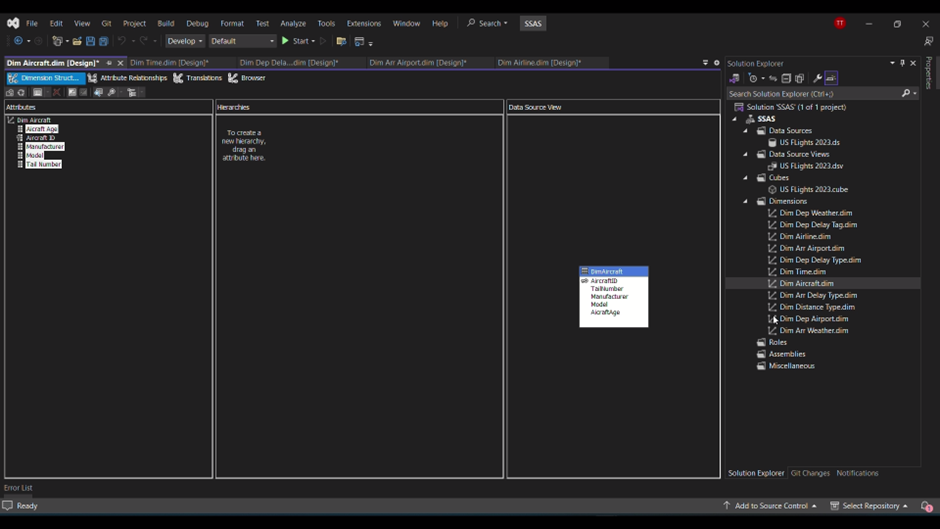 File Edit View Git Project Build Debug Format Test Analyze Tools Extensions Window Help Search SSAS TT
Develop Default Start
Dim Aircraft.dim [Design]* Dim Time.dim [Design]* Dim Dep Dela....dim [Design]* Dim Arr Airport.dim [Design]* Dim Airline.dim [Design]*
Dimension Struct... Attribute Relationships Translations Browser
Attributes
Dim Aircraft
Aicraft Age
Aircraft ID
Manufacturer
Model
Tail Number
Hierarchies
To create a
new hierarchy,
drag an
attribute here.
Data Source View
DimAircraft
AircraftID
TailNumber
Manufacturer
Model
AicraftAge
Solution Explorer
Search Solution Explorer (Ctrl+;)
Solution 'SSAS' (1 of 1 project)
SSAS
Data Sources
US FLights 2023.ds
Data Source Views
US FLights 2023.dsv
Cubes
US FLights 2023.cube
Dimensions
Dim Dep Weather.dim
Dim Dep Delay Tag.dim
Dim Airline.dim
Dim Arr Airport.dim
Dim Dep Delay Type.dim
Dim Time.dim
Dim Aircraft.dim
Dim Arr Delay Type.dim
Dim Distance Type.dim
Dim Dep Airport.dim
Dim Arr Weather.dim
Roles
Assemblies
Miscellaneous
Solution Explorer Git Changes Notifications
Properties
Error List
Ready Add to Source Control Select Repository